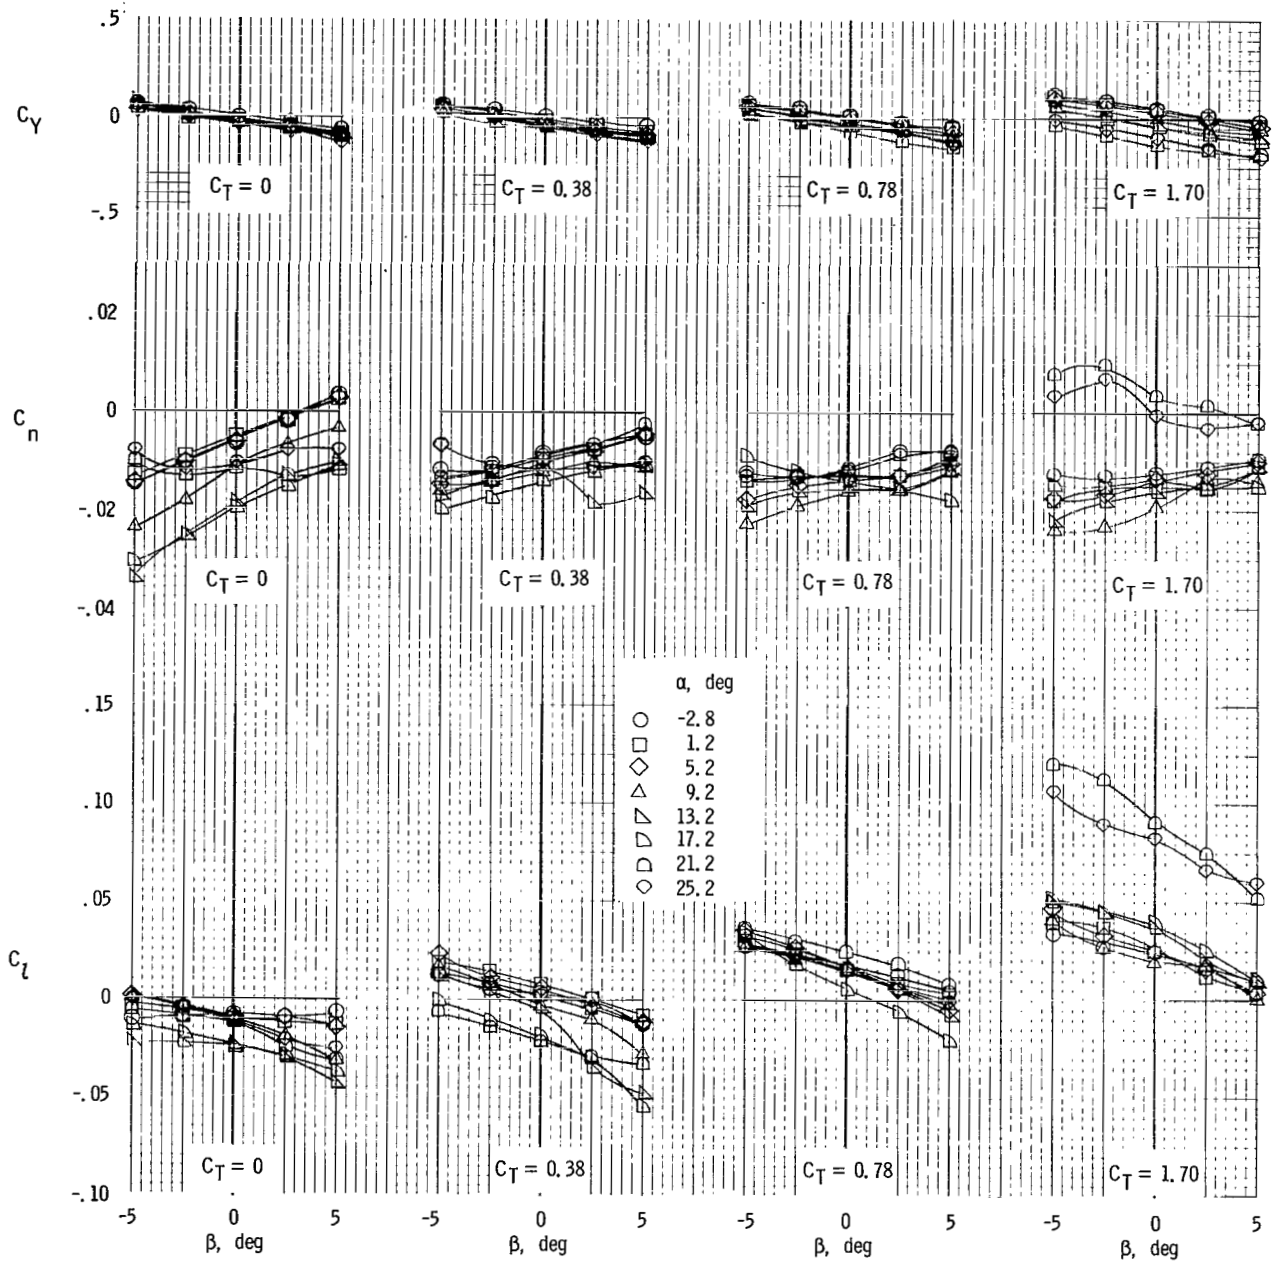 .5
C_Y
0
-.5
C_T = 0
C_T = 0.38
C_T = 0.78
C_T = 1.70
.02
C_n
0
-.02
-.04
C_T = 0
C_T = 0.38
C_T = 0.78
C_T = 1.70
α, deg
-2.8
1.2
5.2
9.2
13.2
17.2
21.2
25.2
.15
.10
.05
C_l
0
-.05
-.10
C_T = 0
C_T = 0.38
C_T = 0.78
C_T = 1.70
-5 0 5 -5 0 5 -5 0 5 -5 0 5
β, deg β, deg β, deg β, deg